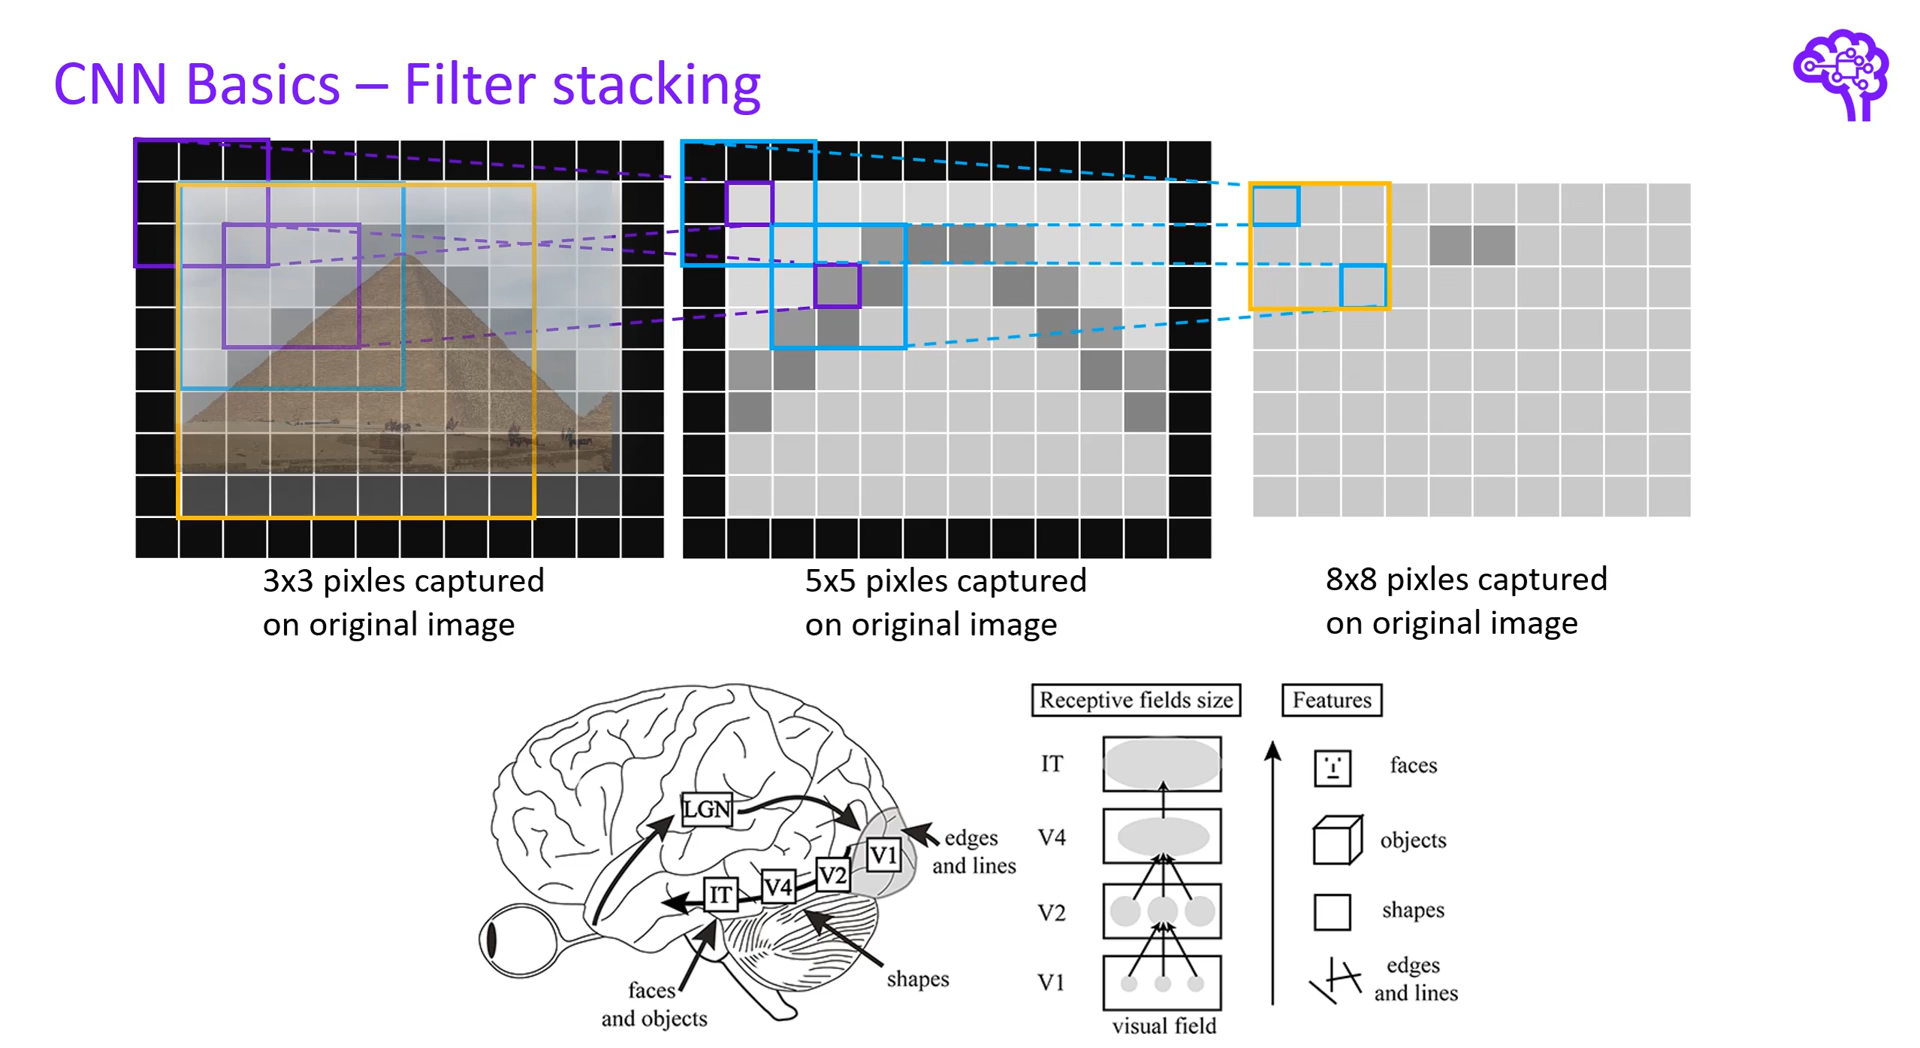 CNN Basics – Filter stacking
3x3 pixles captured
on original image
5x5 pixles captured
on original image
8x8 pixles captured
on original image
LGN
V1
V2
V4
IT
edges
and lines
shapes
faces
and objects
Receptive fields size
IT
V4
V2
V1
visual field
Features
faces
objects
shapes
edges
and lines